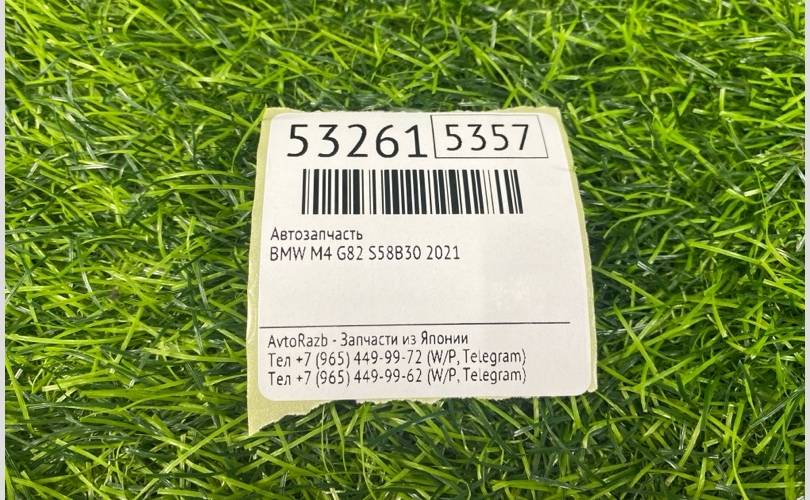 53261 5357
Автозапчасть
BMW M4 G82 S58B30 2021
AvtoRazb - Запчасти из Японии
Тел +7 (965) 449-99-72 (W/P, Telegram)
Тел +7 (965) 449-99-62 (W/P, Telegram)